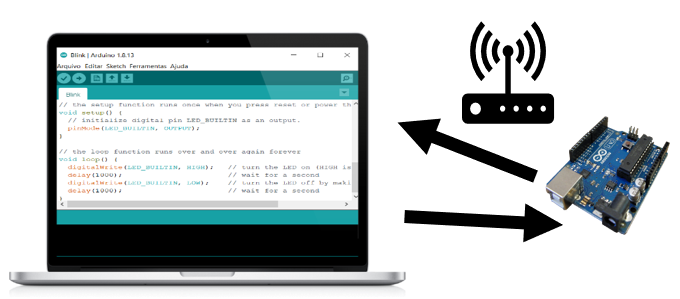 Blink | Arduino 1.8.13
Arquivo Editar Sketch Ferramentas Ajuda
Blink
// the setup function runs once when you press reset or power th
void setup() {
// initialize digital pin LED_BUILTIN as an output.
pinMode(LED_BUILTIN, OUTPUT);
}
// the loop function runs over and over again forever
void loop() {
digitalWrite(LED_BUILTIN, HIGH); // turn the LED on (HIGH is
delay(1000); // wait for a second
digitalWrite(LED_BUILTIN, LOW); // turn the LED off by maki
delay(1000); // wait for a second
}
ARDUINO